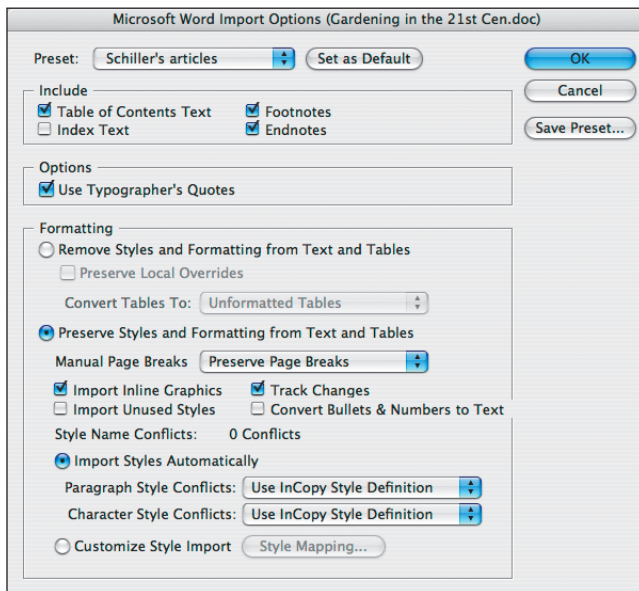 Microsoft Word Import Options (Gardening in the 21st Cen.doc)
Preset: Schiller's articles Set as Default OK
Include Cancel
Table of Contents Text Footnotes
Index Text Endnotes Save Preset...
Options
Use Typographer's Quotes
Formatting
Remove Styles and Formatting from Text and Tables
Preserve Local Overrides
Convert Tables To: Unformatted Tables
Preserve Styles and Formatting from Text and Tables
Manual Page Breaks Preserve Page Breaks
Import Inline Graphics Track Changes
Import Unused Styles Convert Bullets & Numbers to Text
Style Name Conflicts: 0 Conflicts
Import Styles Automatically
Paragraph Style Conflicts: Use InCopy Style Definition
Character Style Conflicts: Use InCopy Style Definition
Customize Style Import Style Mapping...